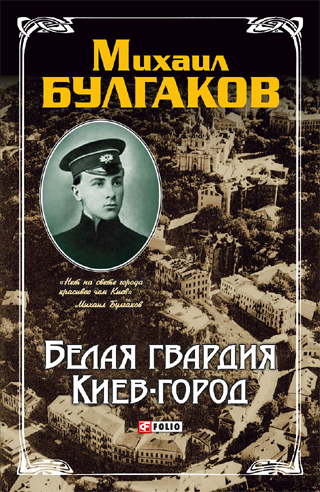 Михаил
БУЛГАКОВ
«Нет на свете города
красивее чем Киев»
Михаил Булгаков
БЕЛАЯ ГВАРДИЯ
КИЕВ-ГОРОД
FOLIO